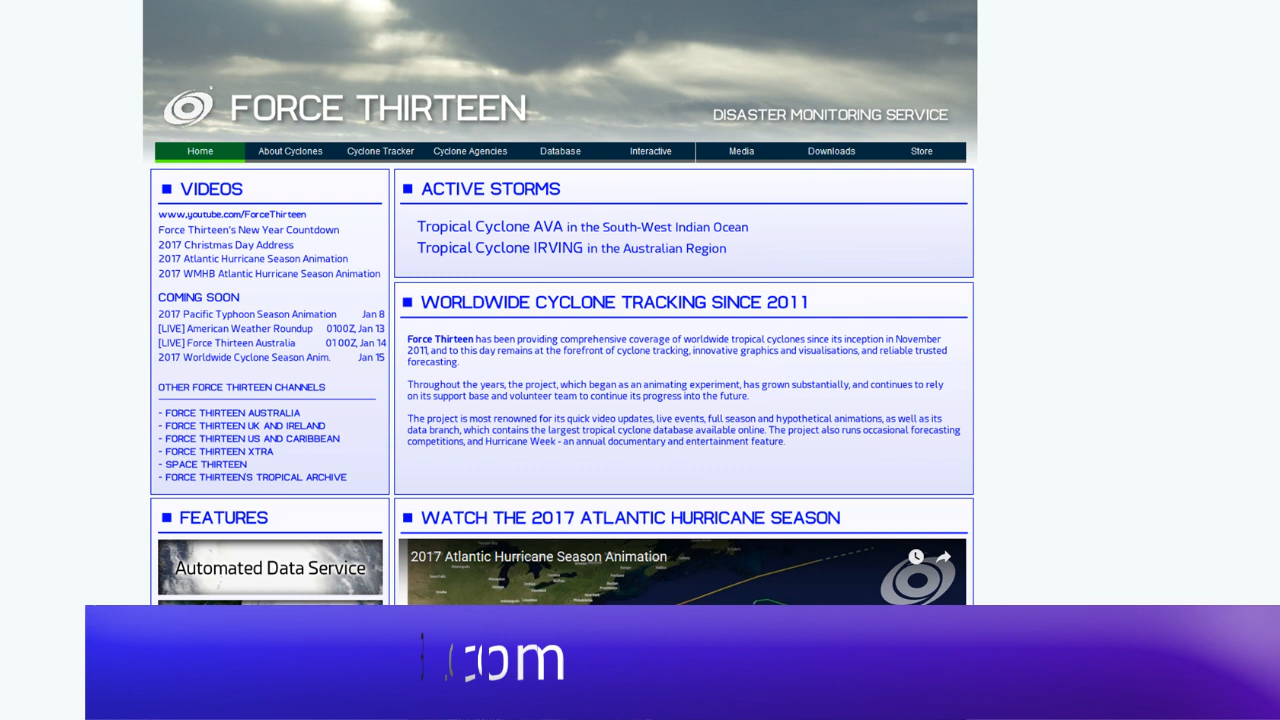 FORCE THIRTEEN
DISASTER MONITORING SERVICE
Home About Cyclones Cyclone Tracker Cyclone Agencies Database Interactive Media Downloads Store
VIDEOS
www.youtube.com/ForceThirteen
Force Thirteen's New Year Countdown
2017 Christmas Day Address
2017 Atlantic Hurricane Season Animation
2017 WMHB Atlantic Hurricane Season Animation
COMING SOON
2017 Pacific Typhoon Season Animation Jan 8
[LIVE] American Weather Roundup 0100Z, Jan 13
[LIVE] Force Thirteen Australia 0100Z, Jan 14
2017 Worldwide Cyclone Season Anim. Jan 15
OTHER FORCE THIRTEEN CHANNELS
- FORCE THIRTEEN AUSTRALIA
- FORCE THIRTEEN UK AND IRELAND
- FORCE THIRTEEN US AND CARIBBEAN
- FORCE THIRTEEN XTRA
- SPACE THIRTEEN
- FORCE THIRTEEN'S TROPICAL ARCHIVE
ACTIVE STORMS
Tropical Cyclone AVA in the South-West Indian Ocean
Tropical Cyclone IRVING in the Australian Region
WORLDWIDE CYCLONE TRACKING SINCE 2011
Force Thirteen has been providing comprehensive coverage of worldwide tropical cyclones since its inception in November
2011, and to this day remains at the forefront of cyclone tracking, innovative graphics and visualisations, and reliable trusted
forecasting.
Throughout the years, the project, which began as an animating experiment, has grown substantially, and continues to rely
on its support base and volunteer team to continue its progress into the future.
The project is most renowned for its quick video updates, live events, full season and hypothetical animations, as well as its
data branch, which contains the largest tropical cyclone database available online. The project also runs occasional forecasting
competitions, and Hurricane Week - an annual documentary and entertainment feature.
FEATURES
Automated Data Service
WATCH THE 2017 ATLANTIC HURRICANE SEASON
2017 Atlantic Hurricane Season Animation
.com